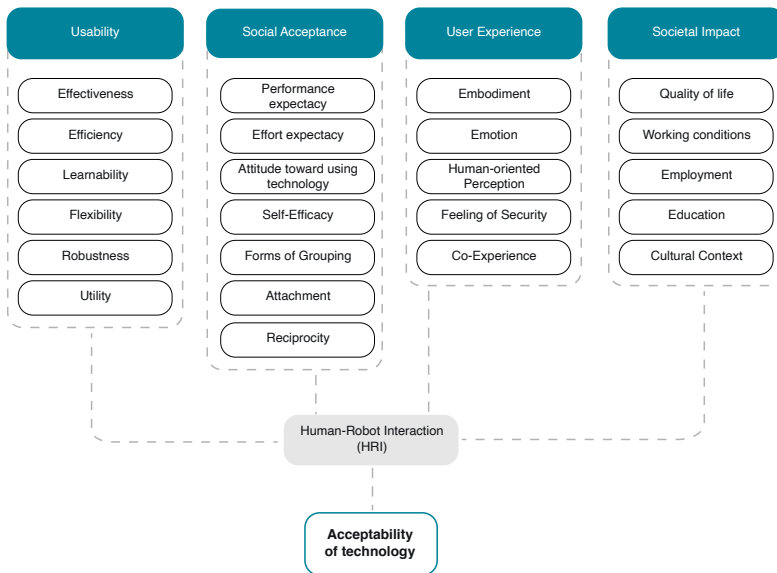 Usability
Effectiveness
Efficiency
Learnability
Flexibility
Robustness
Utility
Social Acceptance
Performance
expectacy
Effort expectacy
Attitude toward using
technology
Self-Efficacy
Forms of Grouping
Attachment
Reciprocity
User Experience
Embodiment
Emotion
Human-oriented
Perception
Feeling of Security
Co-Experience
Societal Impact
Quality of life
Working conditions
Employment
Education
Cultural Context
Human-Robot Interaction
(HRI)
Acceptability
of technology